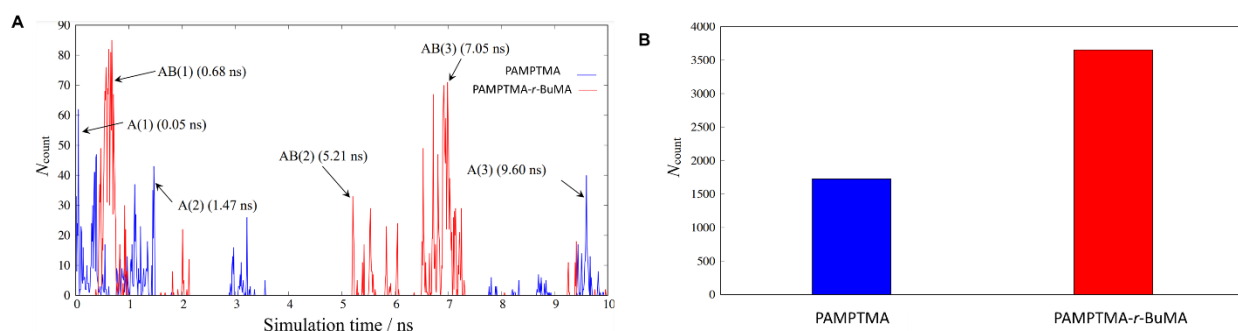 A
N count
90
80
70
60
50
40
30
20
10
0
AB(1) (0.68 ns)
A(1) (0.05 ns)
A(2) (1.47 ns)
AB(2) (5.21 ns)
AB(3) (7.05 ns)
A(3) (9.60 ns)
PAMPTMA
PAMPTMA-r-BuMA
0 1 2 3 4 5 6 7 8 9 10
Simulation time / ns
B
N count
4000
3500
3000
2500
2000
1500
1000
500
0
PAMPTMA PAMPTMA-r-BuMA